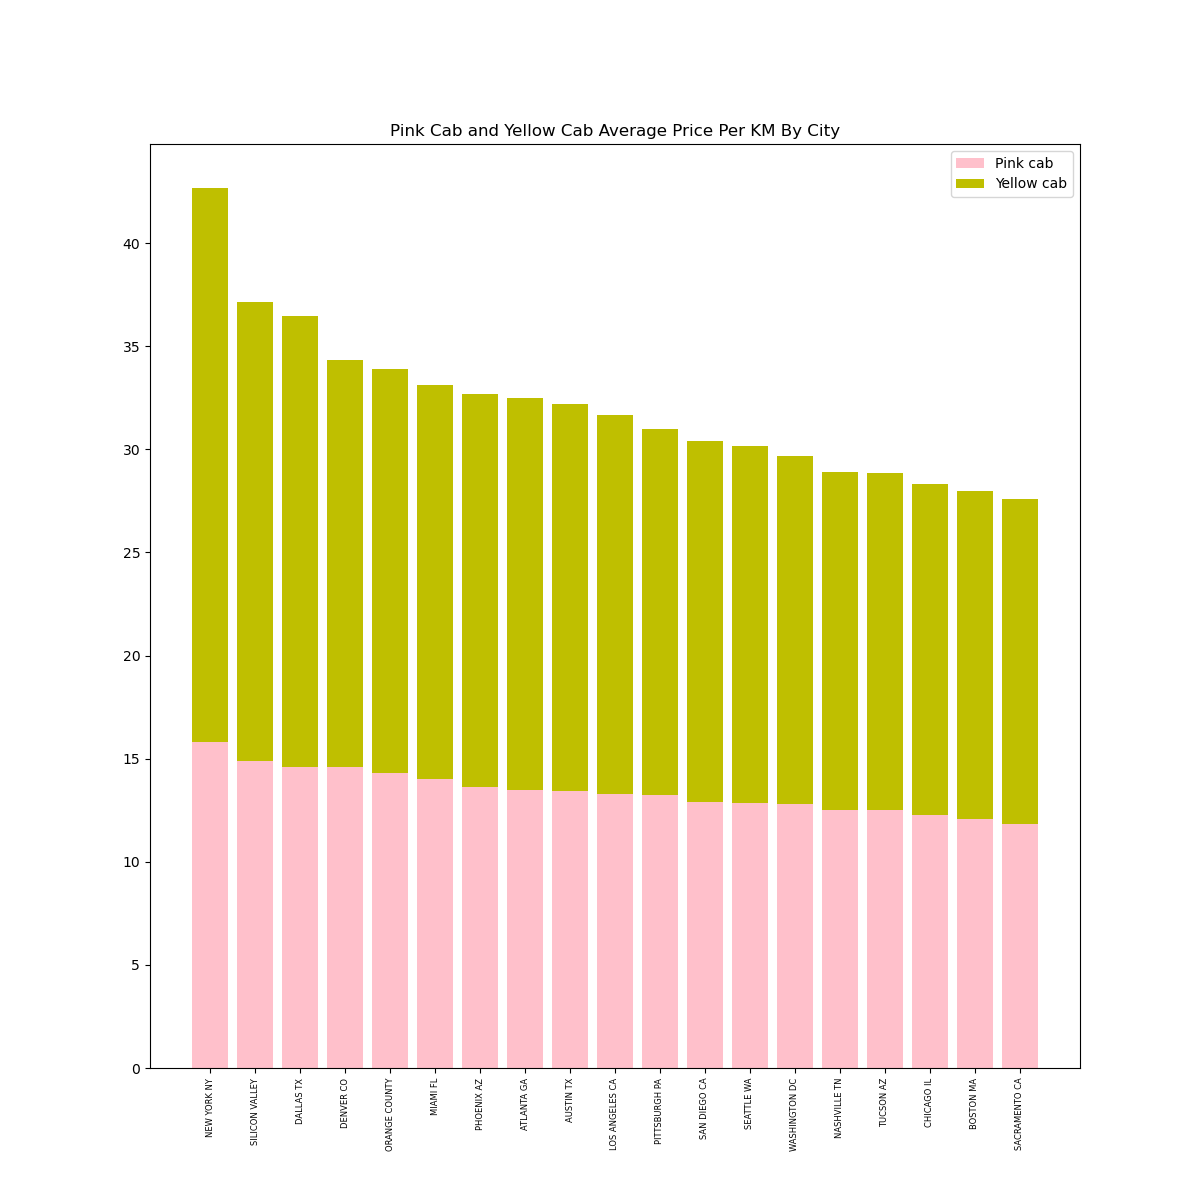 Pink Cab and Yellow Cab Average Price Per KM By City
Pink cab
Yellow cab
40
35
30
25
20
15
10
5
0
NEW YORK NY
SILICON VALLEY
DALLAS TX
DENVER CO
ORANGE COUNTY
MIAMI FL
PHOENIX AZ
ATLANTA GA
AUSTIN TX
LOS ANGELES CA
PITTSBURGH PA
SAN DIEGO CA
SEATTLE WA
WASHINGTON DC
NASHVILLE TN
TUCSON AZ
CHICAGO IL
BOSTON MA
SACRAMENTO CA